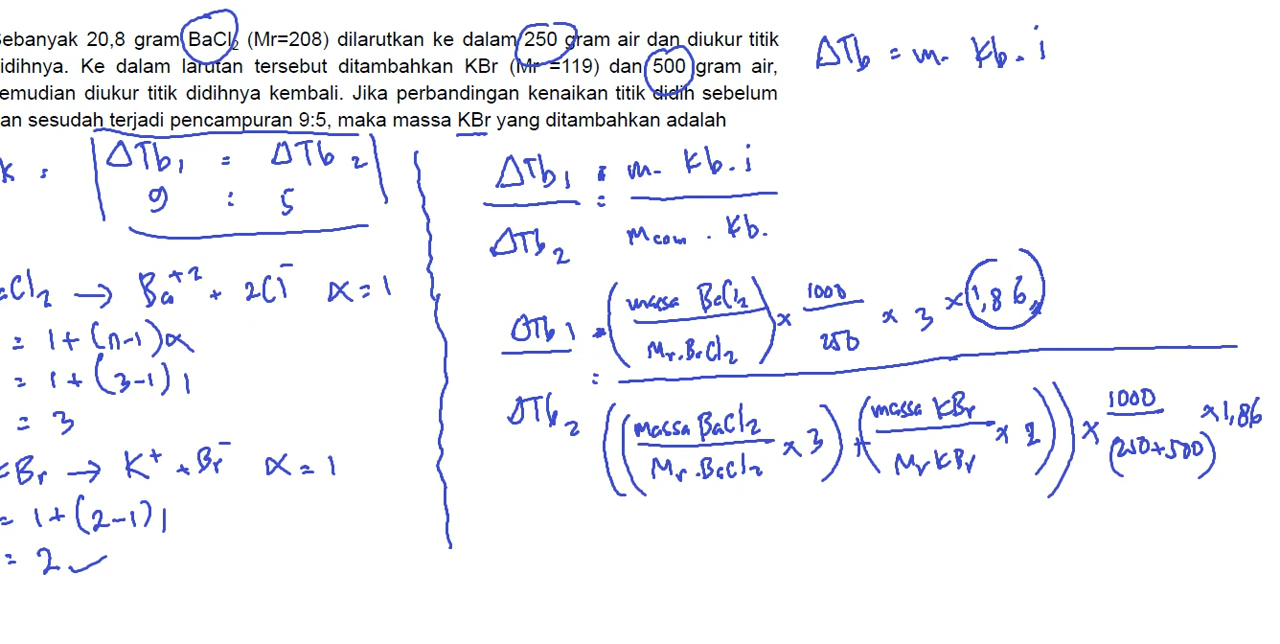 ebanyak 20,8 gram BaCl2 (Mr=208) dilarutkan ke dalam 250 gram air dan diukur titik
idihnya. Ke dalam larutan tersebut ditambahkan KBr (Mr =119) dan 500 gram air,
emudian diukur titik didihnya kembali. Jika perbandingan kenaikan titik didih sebelum
an sesudah terjadi pencampuran 9:5, maka massa KBr yang ditambahkan adalah
ΔTb = m. Kb. i
K : ΔTb1 : ΔTb2
9 : 5
Cl2 → Ba+2 + 2Cl- α = 1
= 1 + (n-1)α
= 1 + (3-1)1
= 3
Br → K+ + Br- α = 1
= 1 + (2-1)1
= 2 ✓
ΔTb1 / ΔTb2 = m. Kb. i / Mcom . Kb.
ΔTb1 / ΔTb2 = (massa BaCl2 / Mr. BaCl2) x 1000 / 250 x 3 x 1,86 / (((massa BaCl2 / Mr. BaCl2 x 3) + (massa KBr / Mr KBr x 2)) x 1000 / (250+500) x 1,86